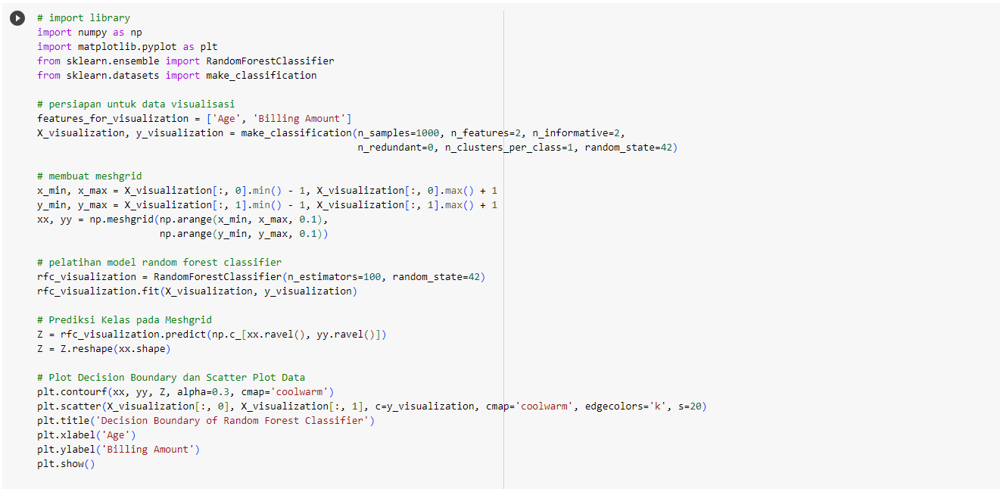 # import library
import numpy as np
import matplotlib.pyplot as plt
from sklearn.ensemble import RandomForestClassifier
from sklearn.datasets import make_classification

# persiapan untuk data visualisasi
features_for_visualization = ['Age', 'Billing Amount']
X_visualization, y_visualization = make_classification(n_samples=1000, n_features=2, n_informative=2,
                                                       n_redundant=0, n_clusters_per_class=1, random_state=42)

# membuat meshgrid
x_min, x_max = X_visualization[:, 0].min() - 1, X_visualization[:, 0].max() + 1
y_min, y_max = X_visualization[:, 1].min() - 1, X_visualization[:, 1].max() + 1
xx, yy = np.meshgrid(np.arange(x_min, x_max, 0.1),
                     np.arange(y_min, y_max, 0.1))

# pelatihan model random forest classifier
rfc_visualization = RandomForestClassifier(n_estimators=100, random_state=42)
rfc_visualization.fit(X_visualization, y_visualization)

# Prediksi Kelas pada Meshgrid
Z = rfc_visualization.predict(np.c_[xx.ravel(), yy.ravel()])
Z = Z.reshape(xx.shape)

# Plot Decision Boundary dan Scatter Plot Data
plt.contourf(xx, yy, Z, alpha=0.3, cmap='coolwarm')
plt.scatter(X_visualization[:, 0], X_visualization[:, 1], c=y_visualization, cmap='coolwarm', edgecolors='k', s=20)
plt.title('Decision Boundary of Random Forest Classifier')
plt.xlabel('Age')
plt.ylabel('Billing Amount')
plt.show()